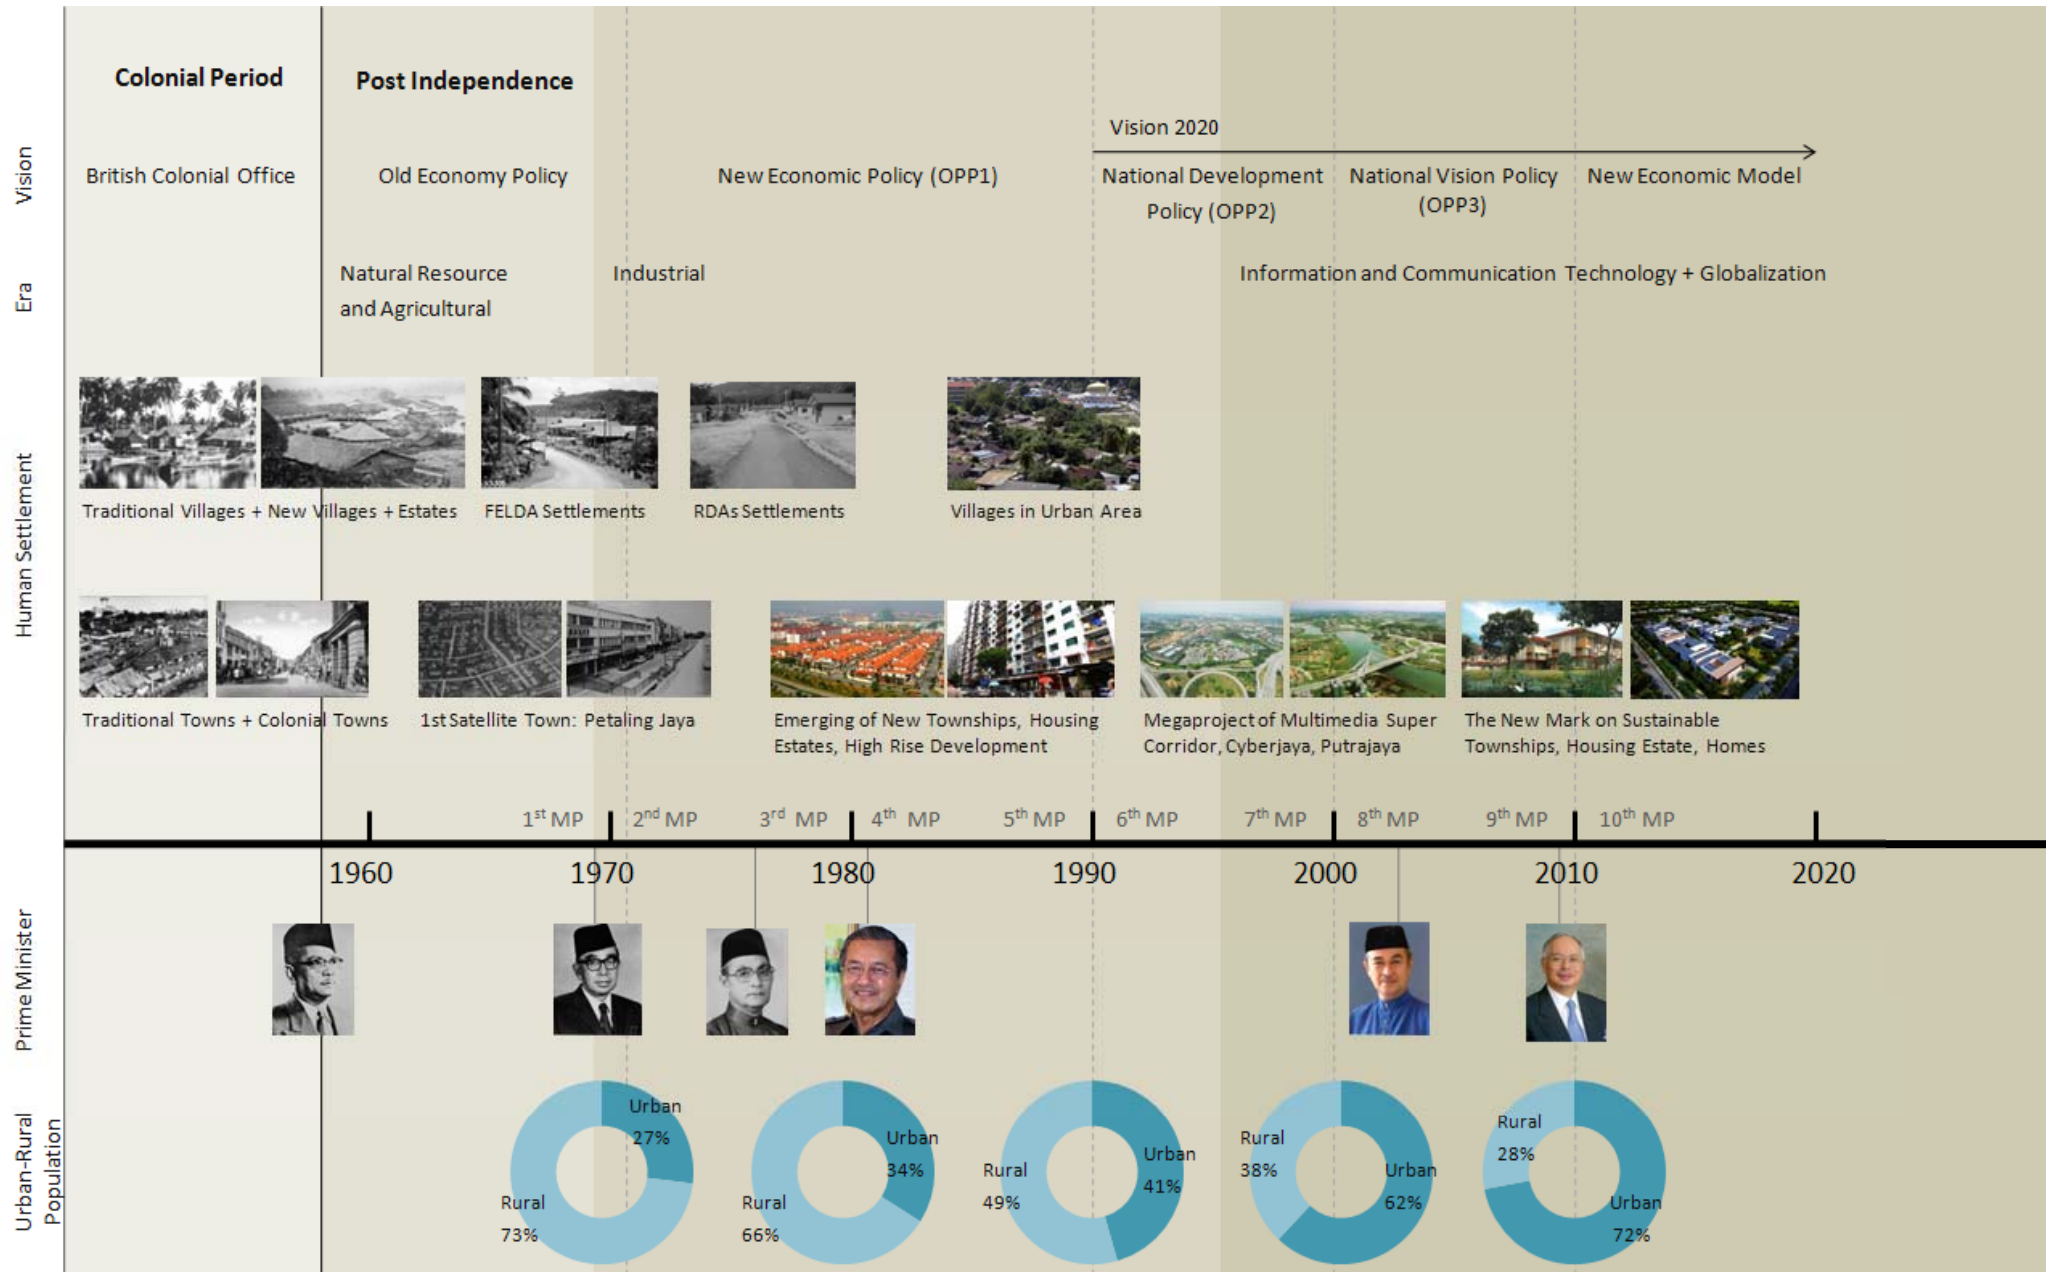 Colonial Period
Post Independence
Vision
Vision 2020
British Colonial Office
Old Economy Policy
New Economic Policy (OPP1)
National Development
Policy (OPP2)
National Vision Policy
(OPP3)
New Economic Model
Era
Natural Resource
and Agricultural
Industrial
Information and Communication Technology + Globalization
Human Settlement
Traditional Villages + New Villages + Estates
FELDA Settlements
RDAs Settlements
Villages in Urban Area
Traditional Towns + Colonial Towns
1st Satellite Town: Petaling Jaya
Emerging of New Townships, Housing
Estates, High Rise Development
Megaproject of Multimedia Super
Corridor, Cyberjaya, Putrajaya
The New Mark on Sustainable
Townships, Housing Estate, Homes
1st MP
2nd MP
3rd MP
4th MP
5th MP
6th MP
7th MP
8th MP
9th MP
10th MP
1960
1970
1980
1990
2000
2010
2020
Prime Minister
Urban-Rural
Population
Urban
27%
Rural
73%
Urban
34%
Rural
66%
Urban
41%
Rural
49%
Rural
38%
Urban
62%
Rural
28%
Urban
72%